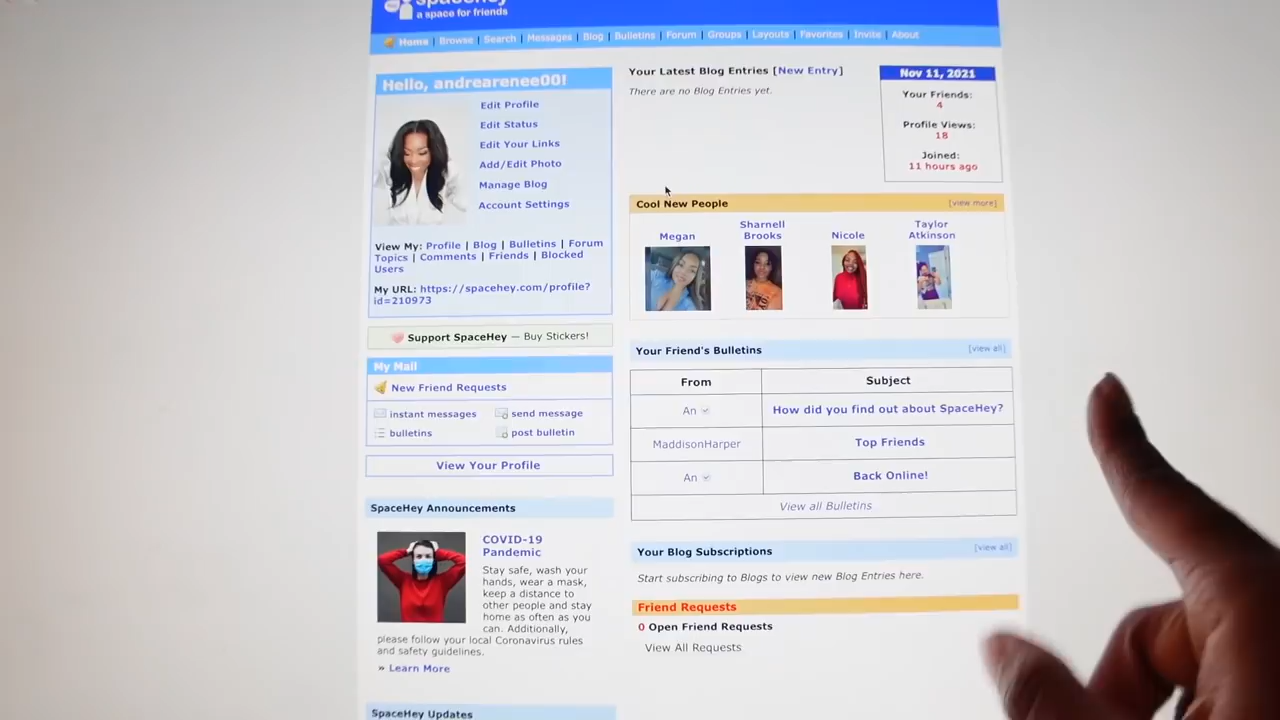 spacehey
a space for friends
Home | Browse | Search | Messages | Blog | Bulletins | Forum | Groups | Layouts | Favorites | Invite | About
Hello, andrearenee00!
Edit Profile
Edit Status
Edit Your Links
Add/Edit Photo
Manage Blog
Account Settings
View My: Profile | Blog | Bulletins | Forum
Topics | Comments | Friends | Blocked
Users
My URL: https://spacehey.com/profile?
id=210973
Support SpaceHey — Buy Stickers!
My Mail
New Friend Requests
instant messages
send message
bulletins
post bulletin
View Your Profile
SpaceHey Announcements
COVID-19
Pandemic
Stay safe, wash your
hands, wear a mask,
keep a distance to
other people and stay
home as often as you
can. Additionally,
please follow your local Coronavirus rules
and safety guidelines.
» Learn More
SpaceHey Updates
Your Latest Blog Entries [New Entry]
There are no Blog Entries yet.
Nov 11, 2021
Your Friends:
4
Profile Views:
18
Joined:
11 hours ago
Cool New People
[view more]
Megan
Sharnell
Brooks
Nicole
Taylor
Atkinson
Your Friend's Bulletins
[view all]
From
Subject
An
How did you find out about SpaceHey?
MaddisonHarper
Top Friends
An
Back Online!
View all Bulletins
Your Blog Subscriptions
[view all]
Start subscribing to Blogs to view new Blog Entries here.
Friend Requests
0 Open Friend Requests
View All Requests